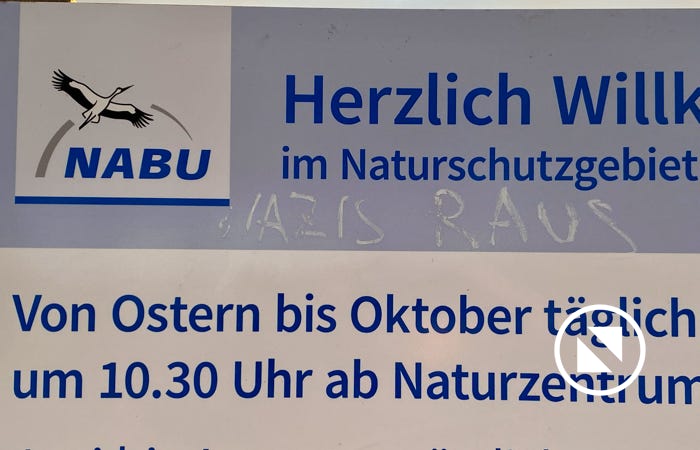 NABU
Herzlich Willk
im Naturschutzgebiet
NAZIS RAUS
Von Ostern bis Oktober täglich
um 10.30 Uhr ab Naturzentrum